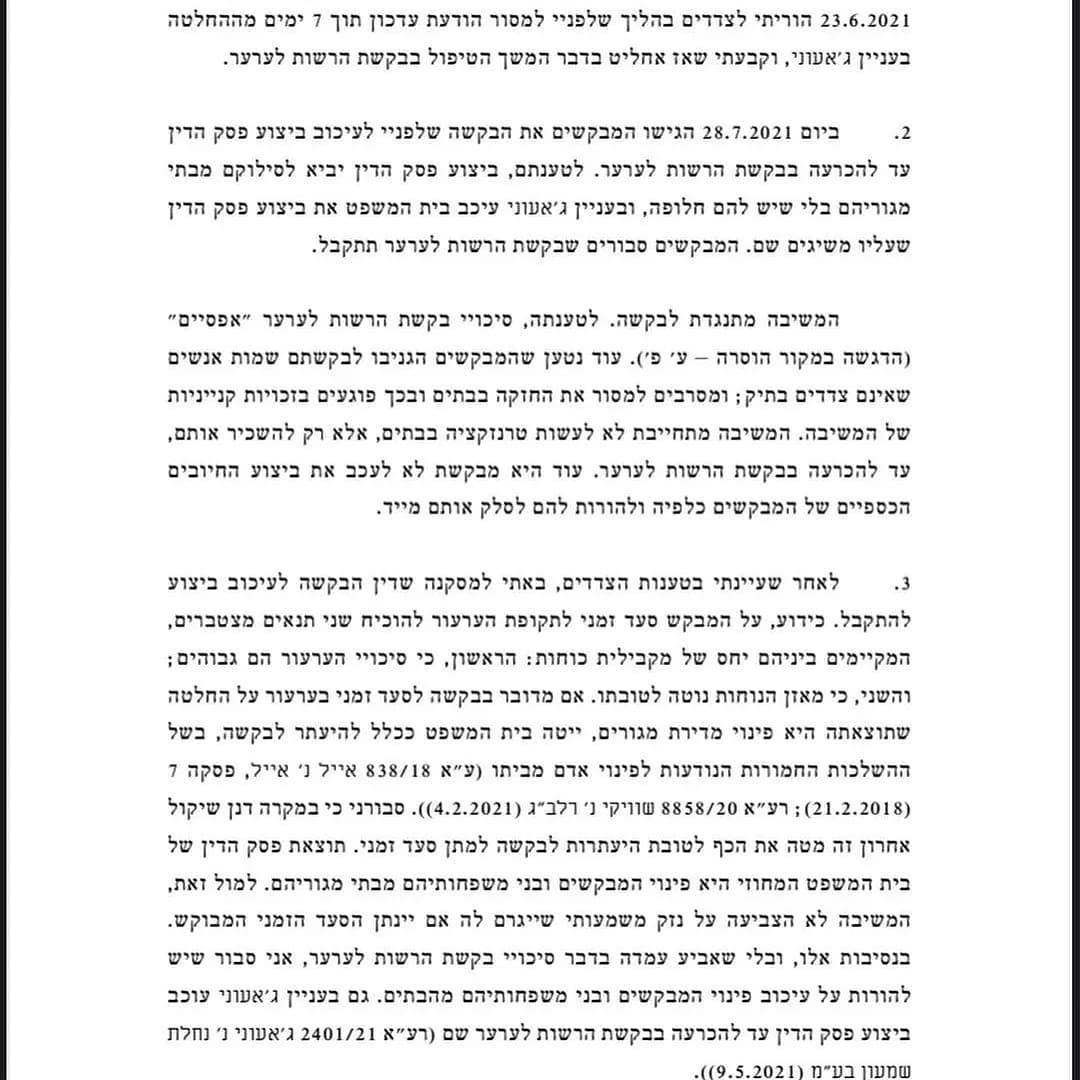 23.6.2021 הוריתי לצדדים בהליך שלפניי למסור הודעת עדכון תוך 7 ימים מההחלטה
בעניין ג׳אעוני, וקבעתי שאז אחליט בדבר המשך הטיפול בבקשת הרשות לערער.
2. ביום 28.7.2021 הגישו המבקשים את הבקשה שלפניי לעיכוב ביצוע פסק הדין
עד להכרעה בבקשת הרשות לערער. לטענתם, ביצוע פסק הדין יביא לסילוקם מבתי
מגוריהם בלי שיש להם חלופה, ובעניין ג׳אעוני עיכב בית המשפט את ביצוע פסק הדין
שעליו משיגים שם. המבקשים סבורים שבקשת הרשות לערער תתקבל.
המשיבה מתנגדת לבקשה. לטענתה, סיכויי בקשת הרשות לערער ״אפסיים״
(הדגשה במקור הוסרה – ע׳ פ׳). עוד נטען שהמבקשים הגניבו לבקשתם שמות אנשים
שאינם צדדים בתיק; ומסרבים למסור את החזקה בבתים ובכך פוגעים בזכויות קנייניות
של המשיבה. המשיבה מתחייבת לא לעשות טרנזקציה בבתים, אלא רק להשכיר אותם,
עד להכרעה בבקשת הרשות לערער. עוד היא מבקשת לא לעכב את ביצוע החיובים
הכספיים של המבקשים כלפיה ולהורות להם לסלק אותם מייד.
3. לאחר שעיינתי בטענות הצדדים, באתי למסקנה שדין הבקשה לעיכוב ביצוע
להתקבל. כידוע, על המבקש סעד זמני לתקופת הערעור להוכיח שני תנאים מצטברים,
המקיימים ביניהם יחס של מקבילית כוחות: הראשון, כי סיכויי הערעור הם גבוהים;
והשני, כי מאזן הנוחות נוטה לטובתו. אם מדובר בבקשה לסעד זמני בערעור על החלטה
שתוצאתה היא פינוי מדירת מגורים, ייטה בית המשפט ככלל להיעתר לבקשה, בשל
ההשלכות החמורות הנודעות לפינוי אדם מביתו (ע״א 838/18 אייל נ׳ אייל, פסקה 7
(21.2.2018); רע״א 8858/20 שוויקי נ׳ רלב״ג (4.2.2021)). סבורני כי במקרה דנן שיקול
אחרון זה מטה את הכף לטובת היעתרות לבקשה למתן סעד זמני. תוצאת פסק הדין של
בית המשפט המחוזי היא פינוי המבקשים ובני משפחותיהם מבתי מגוריהם. למול זאת,
המשיבה לא הצביעה על נזק משמעותי שייגרם לה אם יינתן הסעד הזמני המבוקש.
בנסיבות אלו, ובלי שאביע עמדה בדבר סיכויי בקשת הרשות לערער, אני סבור שיש
להורות על עיכוב פינוי המבקשים ובני משפחותיהם מהבתים. גם בעניין ג׳אעוני עוכב
ביצוע פסק הדין עד להכרעה בבקשת הרשות לערער שם (רע״א 2401/21 ג׳אעוני נ׳ נחלת
שמעון בע״מ (9.5.2021)).